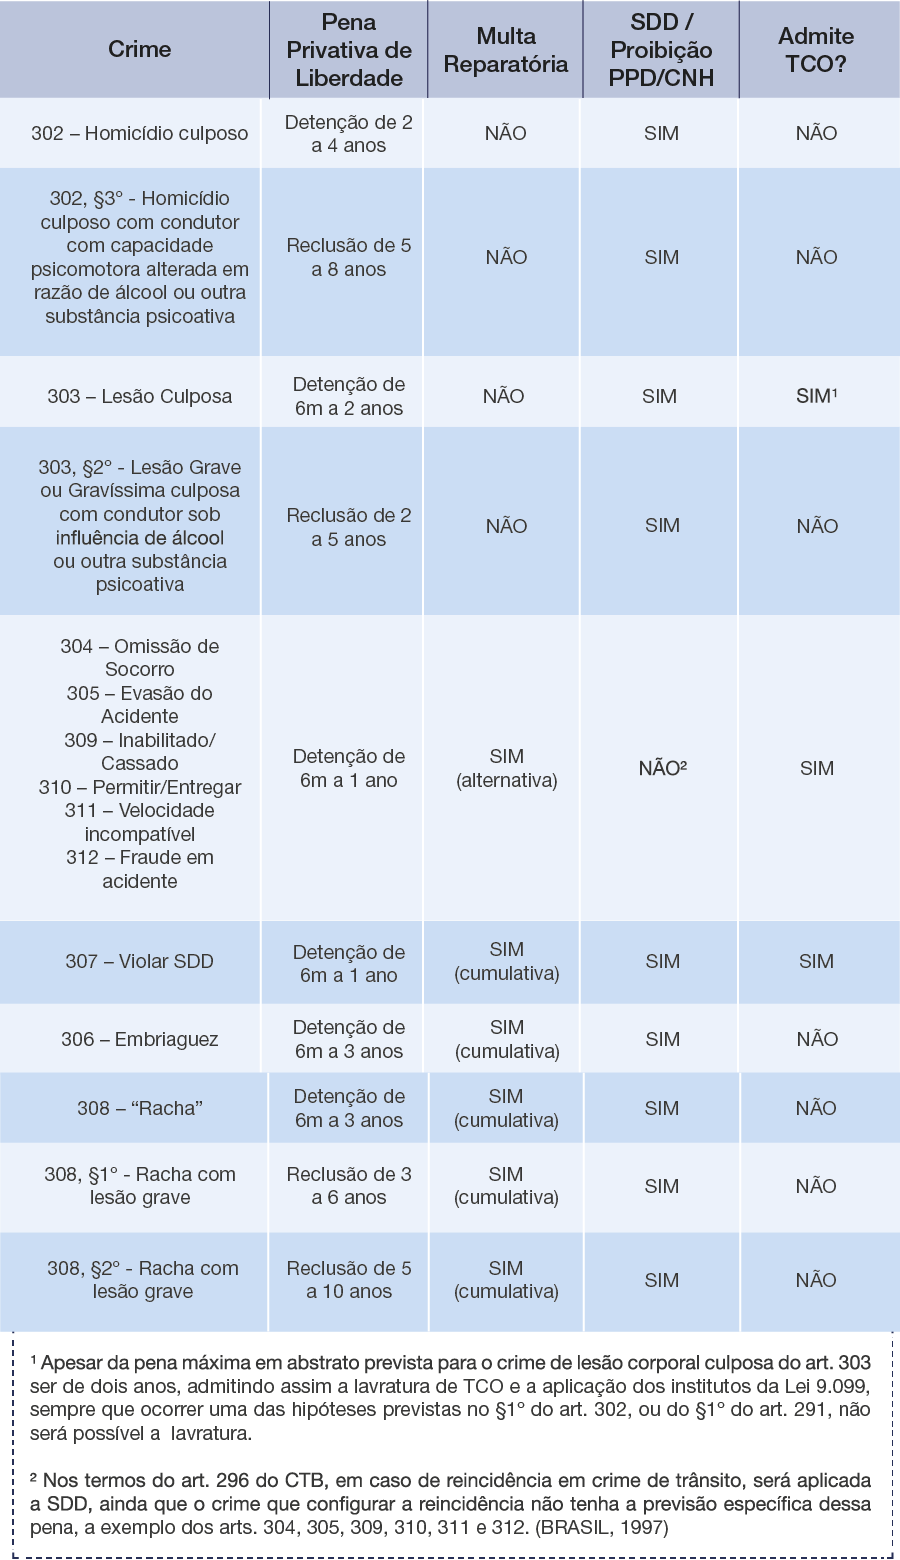 Crime
Pena
Privativa de
Liberdade
Multa
Reparatória
SDD /
Proibição
PPD/CNH
Admite
TCO?
302 – Homicídio culposo
Detenção de 2
a 4 anos
NÃO
SIM
NÃO
302, §3º - Homicídio
culposo com condutor
com capacidade
psicomotora alterada em
razão de álcool ou outra
substância psicoativa
Reclusão de 5
a 8 anos
NÃO
SIM
NÃO
303 – Lesão Culposa
Detenção de
6m a 2 anos
NÃO
SIM
SIM¹
303, §2º - Lesão Grave
ou Gravíssima culposa
com condutor sob
influência de álcool
ou outra substância
psicoativa
Reclusão de 2
a 5 anos
NÃO
SIM
NÃO
304 – Omissão de
Socorro
305 – Evasão do
Acidente
309 – Inabilitado/
Cassado
310 – Permitir/Entregar
311 – Velocidade
incompatível
312 – Fraude em
acidente
Detenção de
6m a 1 ano
SIM
(alternativa)
NÃO²
SIM
307 – Violar SDD
Detenção de
6m a 1 ano
SIM
(cumulativa)
SIM
SIM
306 – Embriaguez
Detenção de
6m a 3 anos
SIM
(cumulativa)
SIM
NÃO
308 – “Racha”
Detenção de
6m a 3 anos
SIM
(cumulativa)
SIM
NÃO
308, §1º - Racha com
lesão grave
Reclusão de 3
a 6 anos
SIM
(cumulativa)
SIM
NÃO
308, §2º - Racha com
lesão grave
Reclusão de 5
a 10 anos
SIM
(cumulativa)
SIM
NÃO
¹ Apesar da pena máxima em abstrato prevista para o crime de lesão corporal culposa do art. 303
ser de dois anos, admitindo assim a lavratura de TCO e a aplicação dos institutos da Lei 9.099,
sempre que ocorrer uma das hipóteses previstas no §1º do art. 302, ou do §1º do art. 291, não
será possível a lavratura.
² Nos termos do art. 296 do CTB, em caso de reincidência em crime de trânsito, será aplicada
a SDD, ainda que o crime que configurar a reincidência não tenha a previsão específica dessa
pena, a exemplo dos arts. 304, 305, 309, 310, 311 e 312. (BRASIL, 1997)